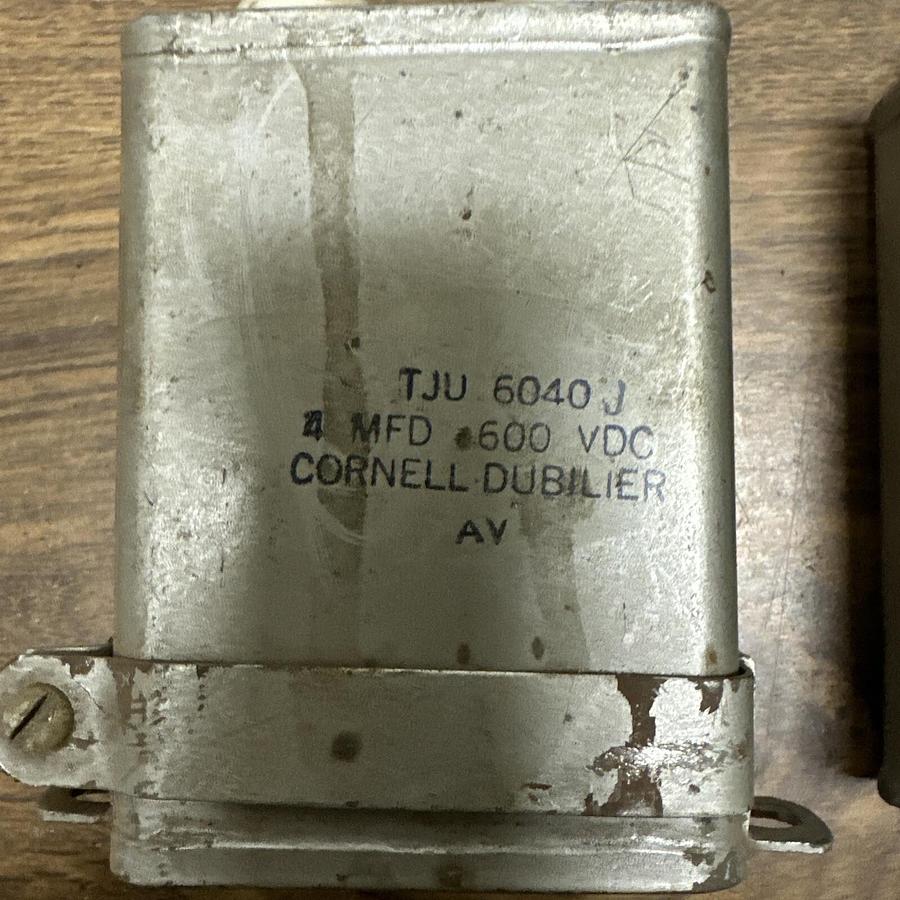 TJU 6040 J
4 MFD 600 VDC
CORNELL-DUBILIER
AV